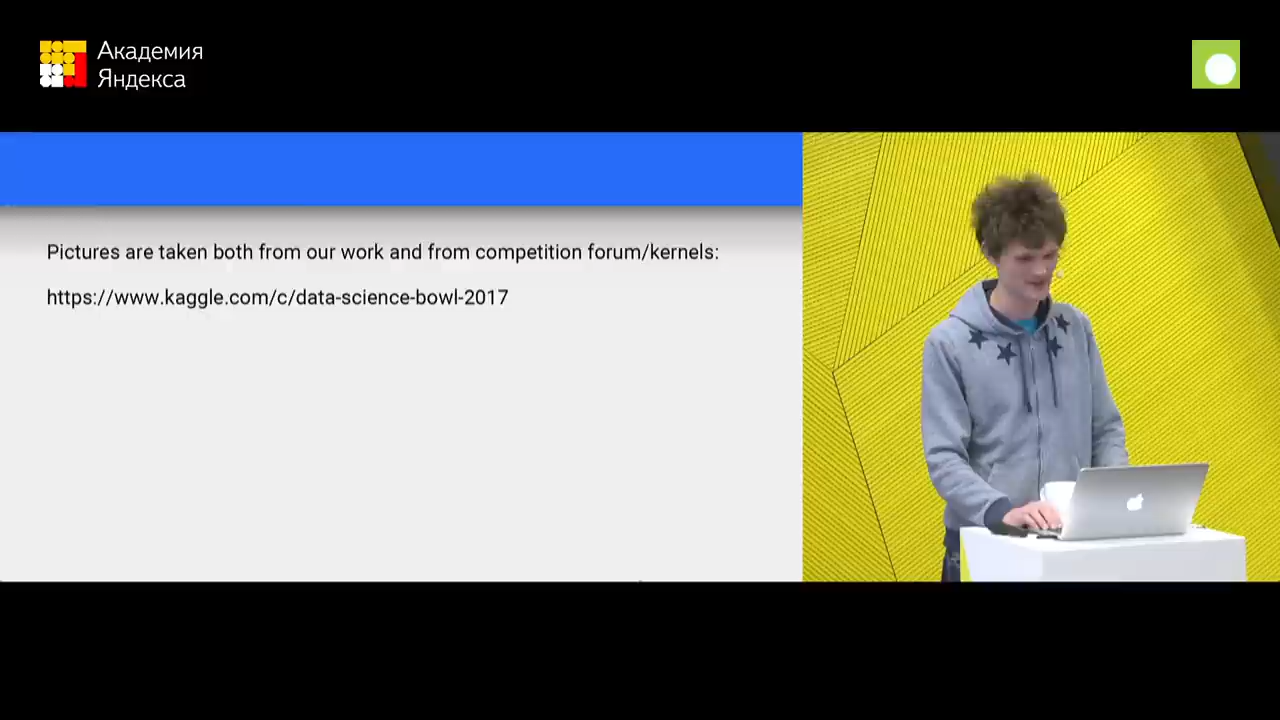 Академия
Яндекса
Pictures are taken both from our work and from competition forum/kernels:
https://www.kaggle.com/c/data-science-bowl-2017